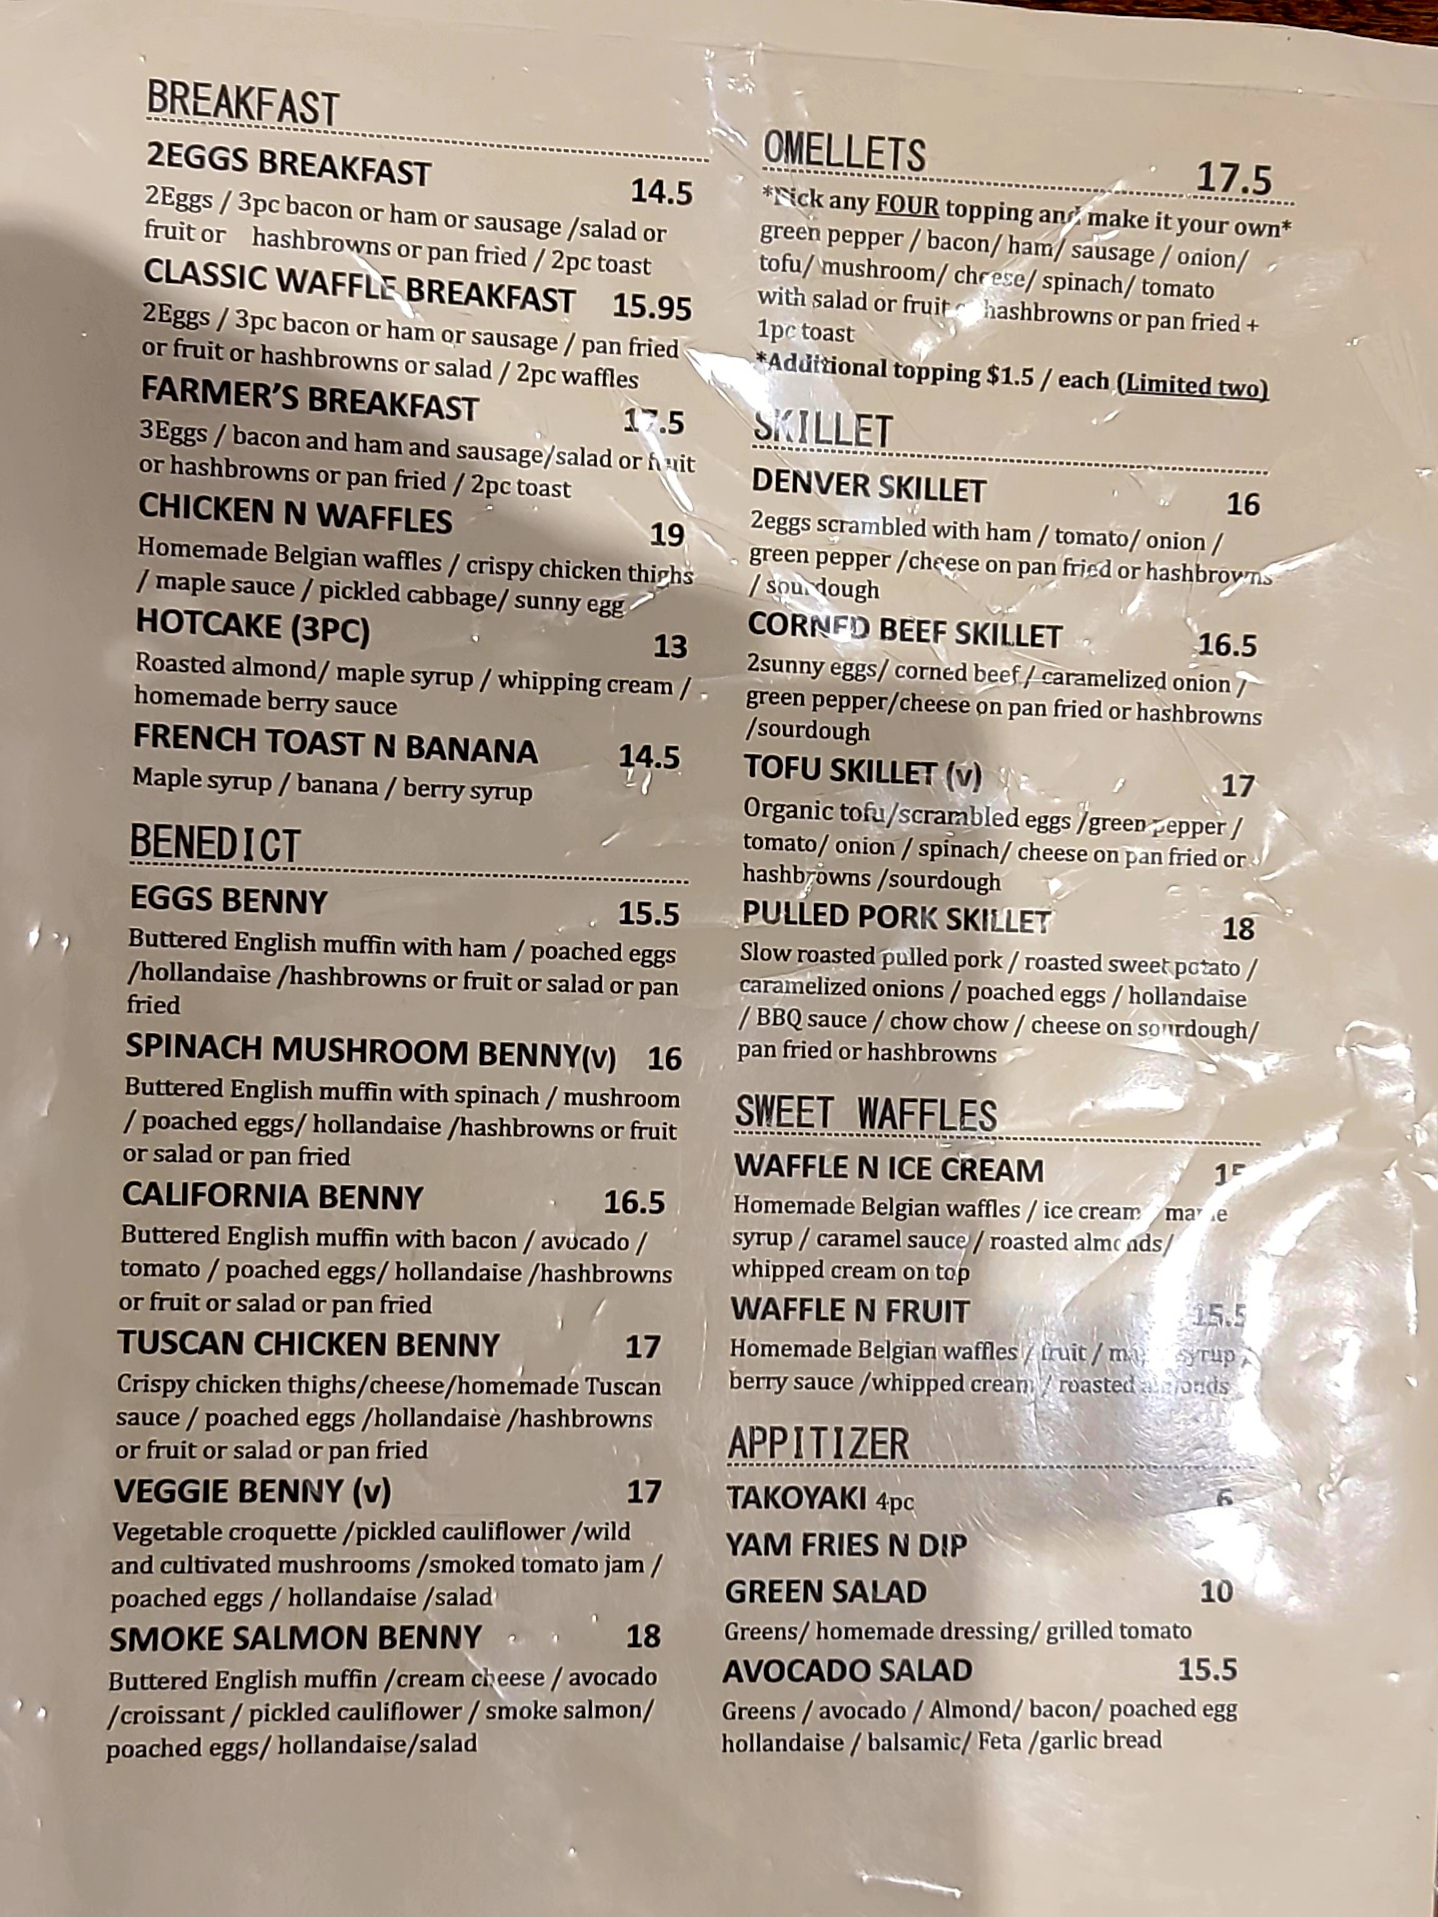 BREAKFAST
2EGGS BREAKFAST 14.5
2Eggs / 3pc bacon or ham or sausage /salad or
fruit or hashbrowns or pan fried / 2pc toast
CLASSIC WAFFLE BREAKFAST 15.95
2Eggs / 3pc bacon or ham or sausage / pan fried
or fruit or hashbrowns or salad / 2pc waffles
FARMER'S BREAKFAST 17.5
3Eggs / bacon and ham and sausage/salad or fruit
or hashbrowns or pan fried / 2pc toast
CHICKEN N WAFFLES 19
Homemade Belgian waffles / crispy chicken thighs
/ maple sauce / pickled cabbage/ sunny egg
HOTCAKE (3PC) 13
Roasted almond/ maple syrup / whipping cream /
homemade berry sauce
FRENCH TOAST N BANANA 14.5
Maple syrup / banana / berry syrup
BENEDICT
EGGS BENNY 15.5
Buttered English muffin with ham / poached eggs
/hollandaise /hashbrowns or fruit or salad or pan
fried
SPINACH MUSHROOM BENNY(v) 16
Buttered English muffin with spinach / mushroom
/ poached eggs/ hollandaise /hashbrowns or fruit
or salad or pan fried
CALIFORNIA BENNY 16.5
Buttered English muffin with bacon / avocado /
tomato / poached eggs/ hollandaise /hashbrowns
or fruit or salad or pan fried
TUSCAN CHICKEN BENNY 17
Crispy chicken thighs/cheese/homemade Tuscan
sauce / poached eggs /hollandaise /hashbrowns
or fruit or salad or pan fried
VEGGIE BENNY (v) 17
Vegetable croquette /pickled cauliflower /wild
and cultivated mushrooms /smoked tomato jam /
poached eggs / hollandaise /salad
SMOKE SALMON BENNY 18
Buttered English muffin /cream cheese / avocado
/croissant / pickled cauliflower / smoke salmon/
poached eggs/ hollandaise/salad
OMELLETS 17.5
*Pick any FOUR topping and make it your own*
green pepper / bacon/ ham/ sausage / onion/
tofu/ mushroom/ cheese/ spinach/ tomato
with salad or fruit or hashbrowns or pan fried +
1pc toast
*Additional topping $1.5 / each (Limited two)
SKILLET
DENVER SKILLET 16
2eggs scrambled with ham / tomato/ onion /
green pepper /cheese on pan fried or hashbrowns
/ sourdough
CORNED BEEF SKILLET 16.5
2sunny eggs/ corned beef / caramelized onion /
green pepper/cheese on pan fried or hashbrowns
/sourdough
TOFU SKILLET (v) 17
Organic tofu/scrambled eggs /green pepper /
tomato/ onion / spinach/ cheese on pan fried or
hashbrowns /sourdough
PULLED PORK SKILLET 18
Slow roasted pulled pork / roasted sweet potato /
caramelized onions / poached eggs / hollandaise
/ BBQ sauce / chow chow / cheese on sourdough/
pan fried or hashbrowns
SWEET WAFFLES
WAFFLE N ICE CREAM 15
Homemade Belgian waffles / ice cream / maple
syrup / caramel sauce / roasted almonds/
whipped cream on top
WAFFLE N FRUIT 15.5
Homemade Belgian waffles / fruit / maple syrup /
berry sauce /whipped cream / roasted almonds
APPITIZER
TAKOYAKI 4pc 6
YAM FRIES N DIP
GREEN SALAD 10
Greens/ homemade dressing/ grilled tomato
AVOCADO SALAD 15.5
Greens / avocado / Almond/ bacon/ poached egg
hollandaise / balsamic/ Feta /garlic bread